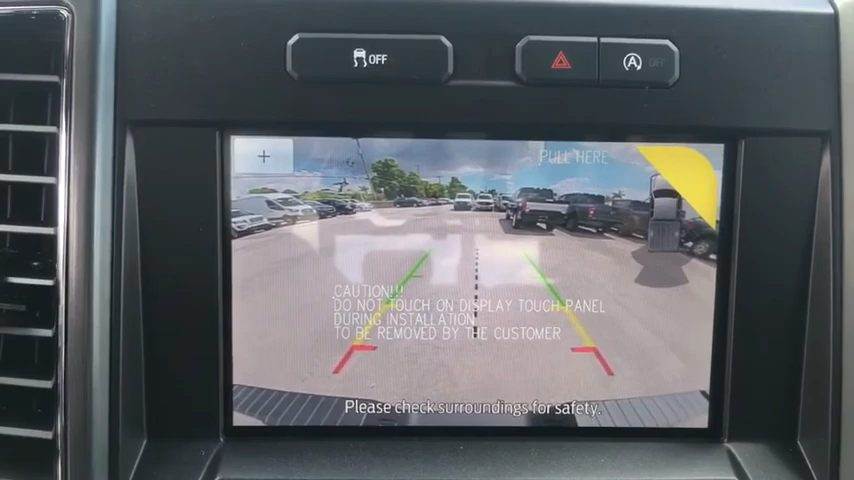 OFF
A OFF
+
PULL HERE
CAUTION!!!
DO NOT TOUCH ON DISPLAY TOUCH PANEL
DURING INSTALLATION
TO BE REMOVED BY THE CUSTOMER
Please check surroundings for safety.